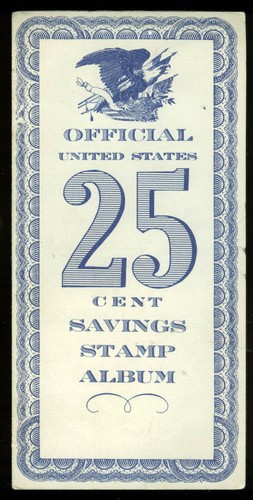 OFFICIAL
UNITED STATES
25
CENT
SAVINGS
STAMP
ALBUM